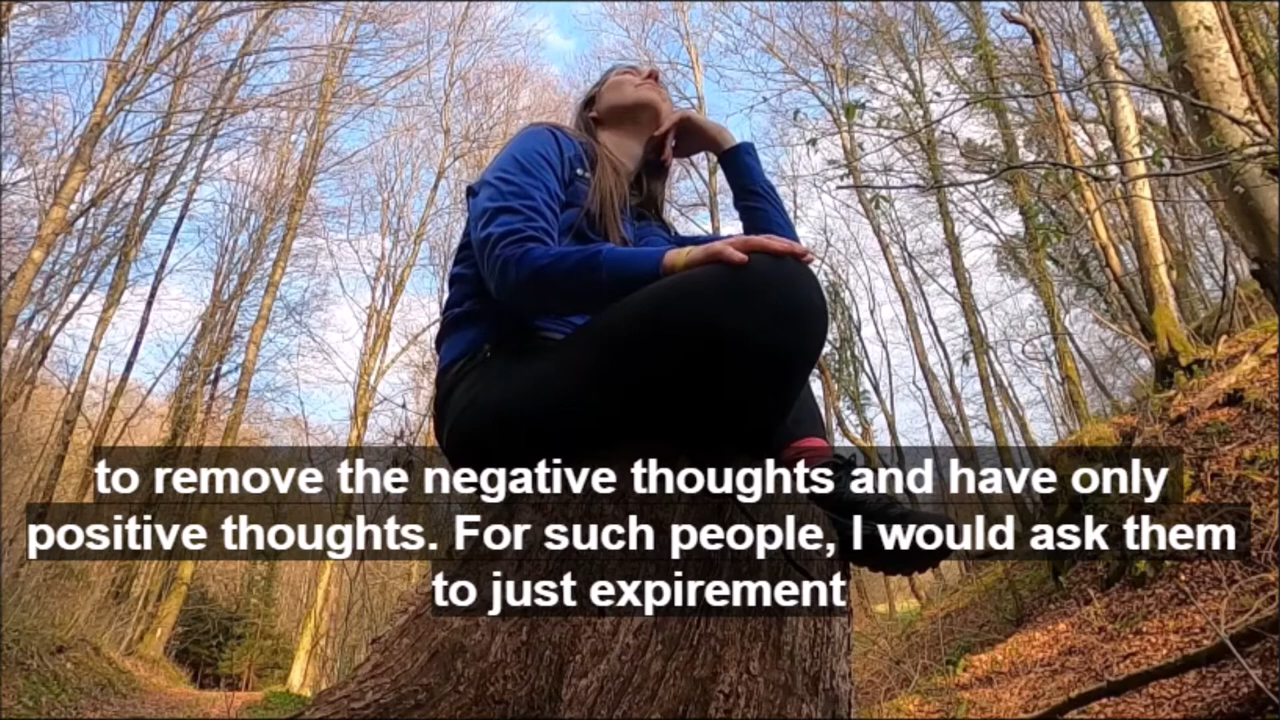 to remove the negative thoughts and have only
positive thoughts. For such people, I would ask them
to just expirement